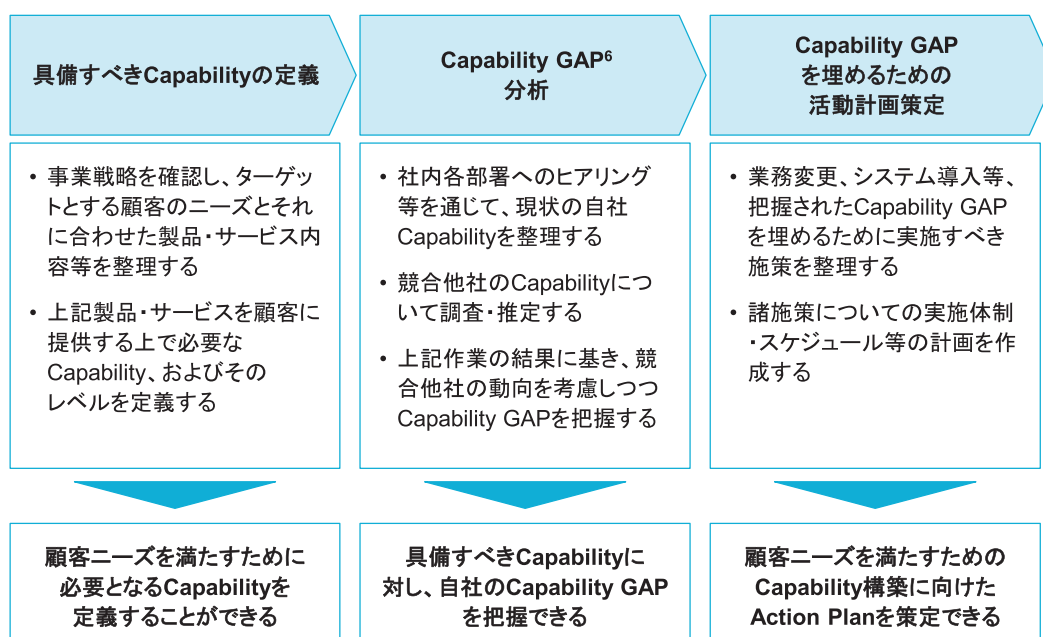 具備すべきCapabilityの定義
Capability GAP⁶
分析
Capability GAP
を埋めるための
活動計画策定
• 事業戦略を確認し、ターゲッ
トとする顧客のニーズとそれ
に合わせた製品・サービス内
容等を整理する
• 上記製品・サービスを顧客に
提供する上で必要な
Capability、およびその
レベルを定義する
• 社内各部署へのヒアリング
等を通じて、現状の自社
Capabilityを整理する
• 競合他社のCapabilityにつ
いて調査・推定する
• 上記作業の結果に基き、競
合他社の動向を考慮しつつ
Capability GAPを把握する
• 業務変更、システム導入等、
把握されたCapability GAP
を埋めるために実施すべき
施策を整理する
• 諸施策についての実施体制
・スケジュール等の計画を作
成する
顧客ニーズを満たすために
必要となるCapabilityを
定義することができる
具備すべきCapabilityに
対し、自社のCapability GAP
を把握できる
顧客ニーズを満たすための
Capability構築に向けた
Action Planを策定できる